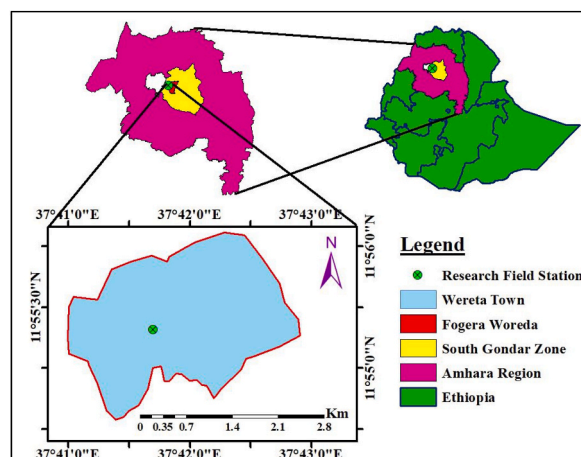 37°41'0"E 37°42'0"E 37°43'0"E
11°55'30"N
11°56'0"N
11°55'0"N
N
Km
0 0.35 0.7 1.4 2.1 2.8
37°41'0"E 37°42'0"E 37°43'0"E
Legend
Research Field Station
Wereta Town
Fogera Woreda
South Gondar Zone
Amhara Region
Ethiopia